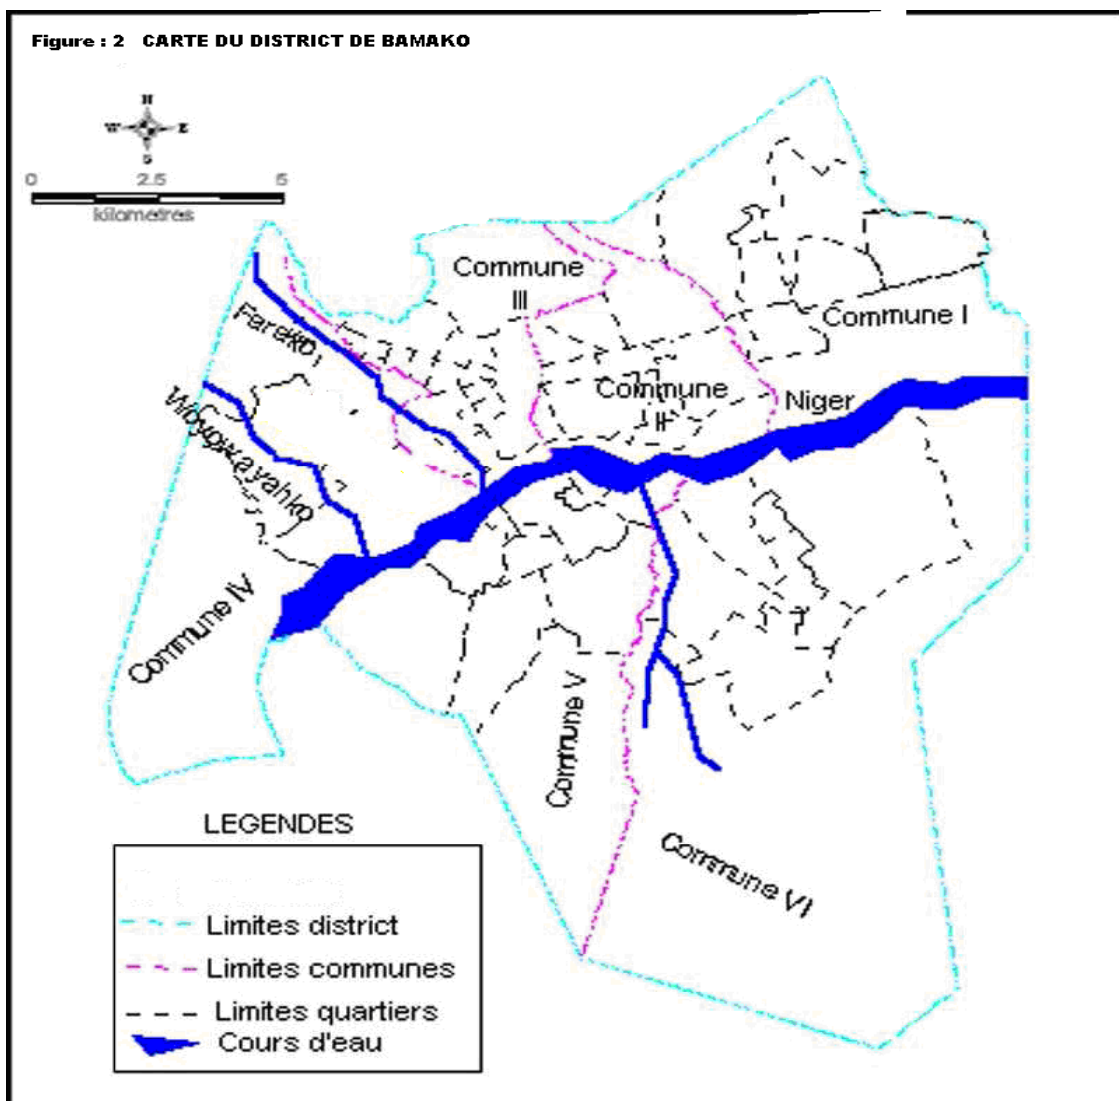 Figure : 2 CARTE DU DISTRICT DE BAMAKO
N
W E
S
0 2.5 5
kilometres
Commune
III
Commune I
Farako
Commune
II
Niger
Woyowayanko
Commune IV
Commune V
Commune VI
LEGENDES
Limites district
Limites communes
Limites quartiers
Cours d'eau